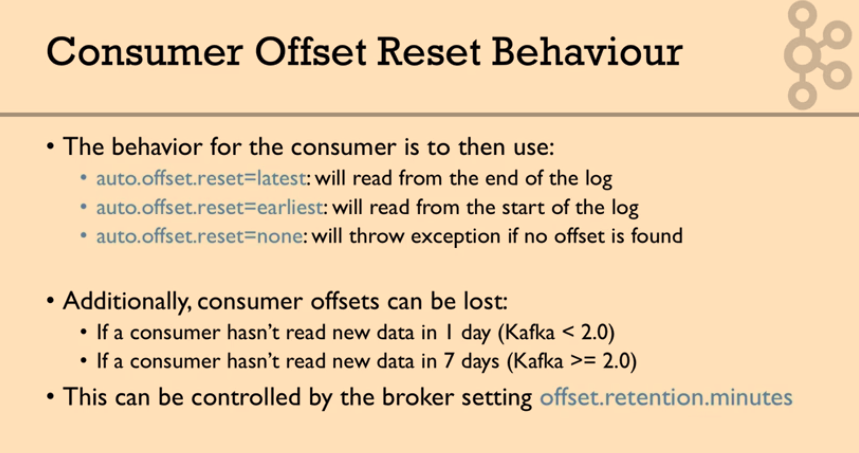 Consumer Offset Reset Behaviour
• The behavior for the consumer is to then use:
• auto.offset.reset=latest: will read from the end of the log
• auto.offset.reset=earliest: will read from the start of the log
• auto.offset.reset=none: will throw exception if no offset is found
• Additionally, consumer offsets can be lost:
• If a consumer hasn't read new data in 1 day (Kafka < 2.0)
• If a consumer hasn't read new data in 7 days (Kafka >= 2.0)
• This can be controlled by the broker setting offset.retention.minutes